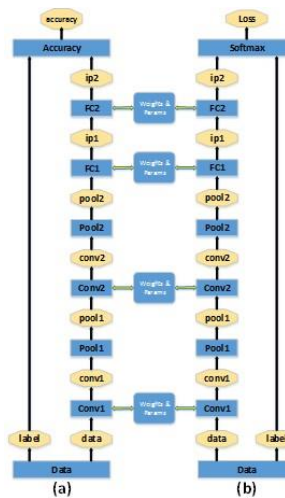 accuracy
Loss
Accuracy
Softmax
ip2
ip2
FC2
Weights & Params
FC2
ip1
ip1
FC1
Weights & Params
FC1
pool2
pool2
Pool2
Pool2
conv2
conv2
Conv2
Weights & Params
Conv2
pool1
pool1
Pool1
Pool1
conv1
conv1
Conv1
Weights & Params
Conv1
label
data
data
label
Data
Data
(a)
(b)